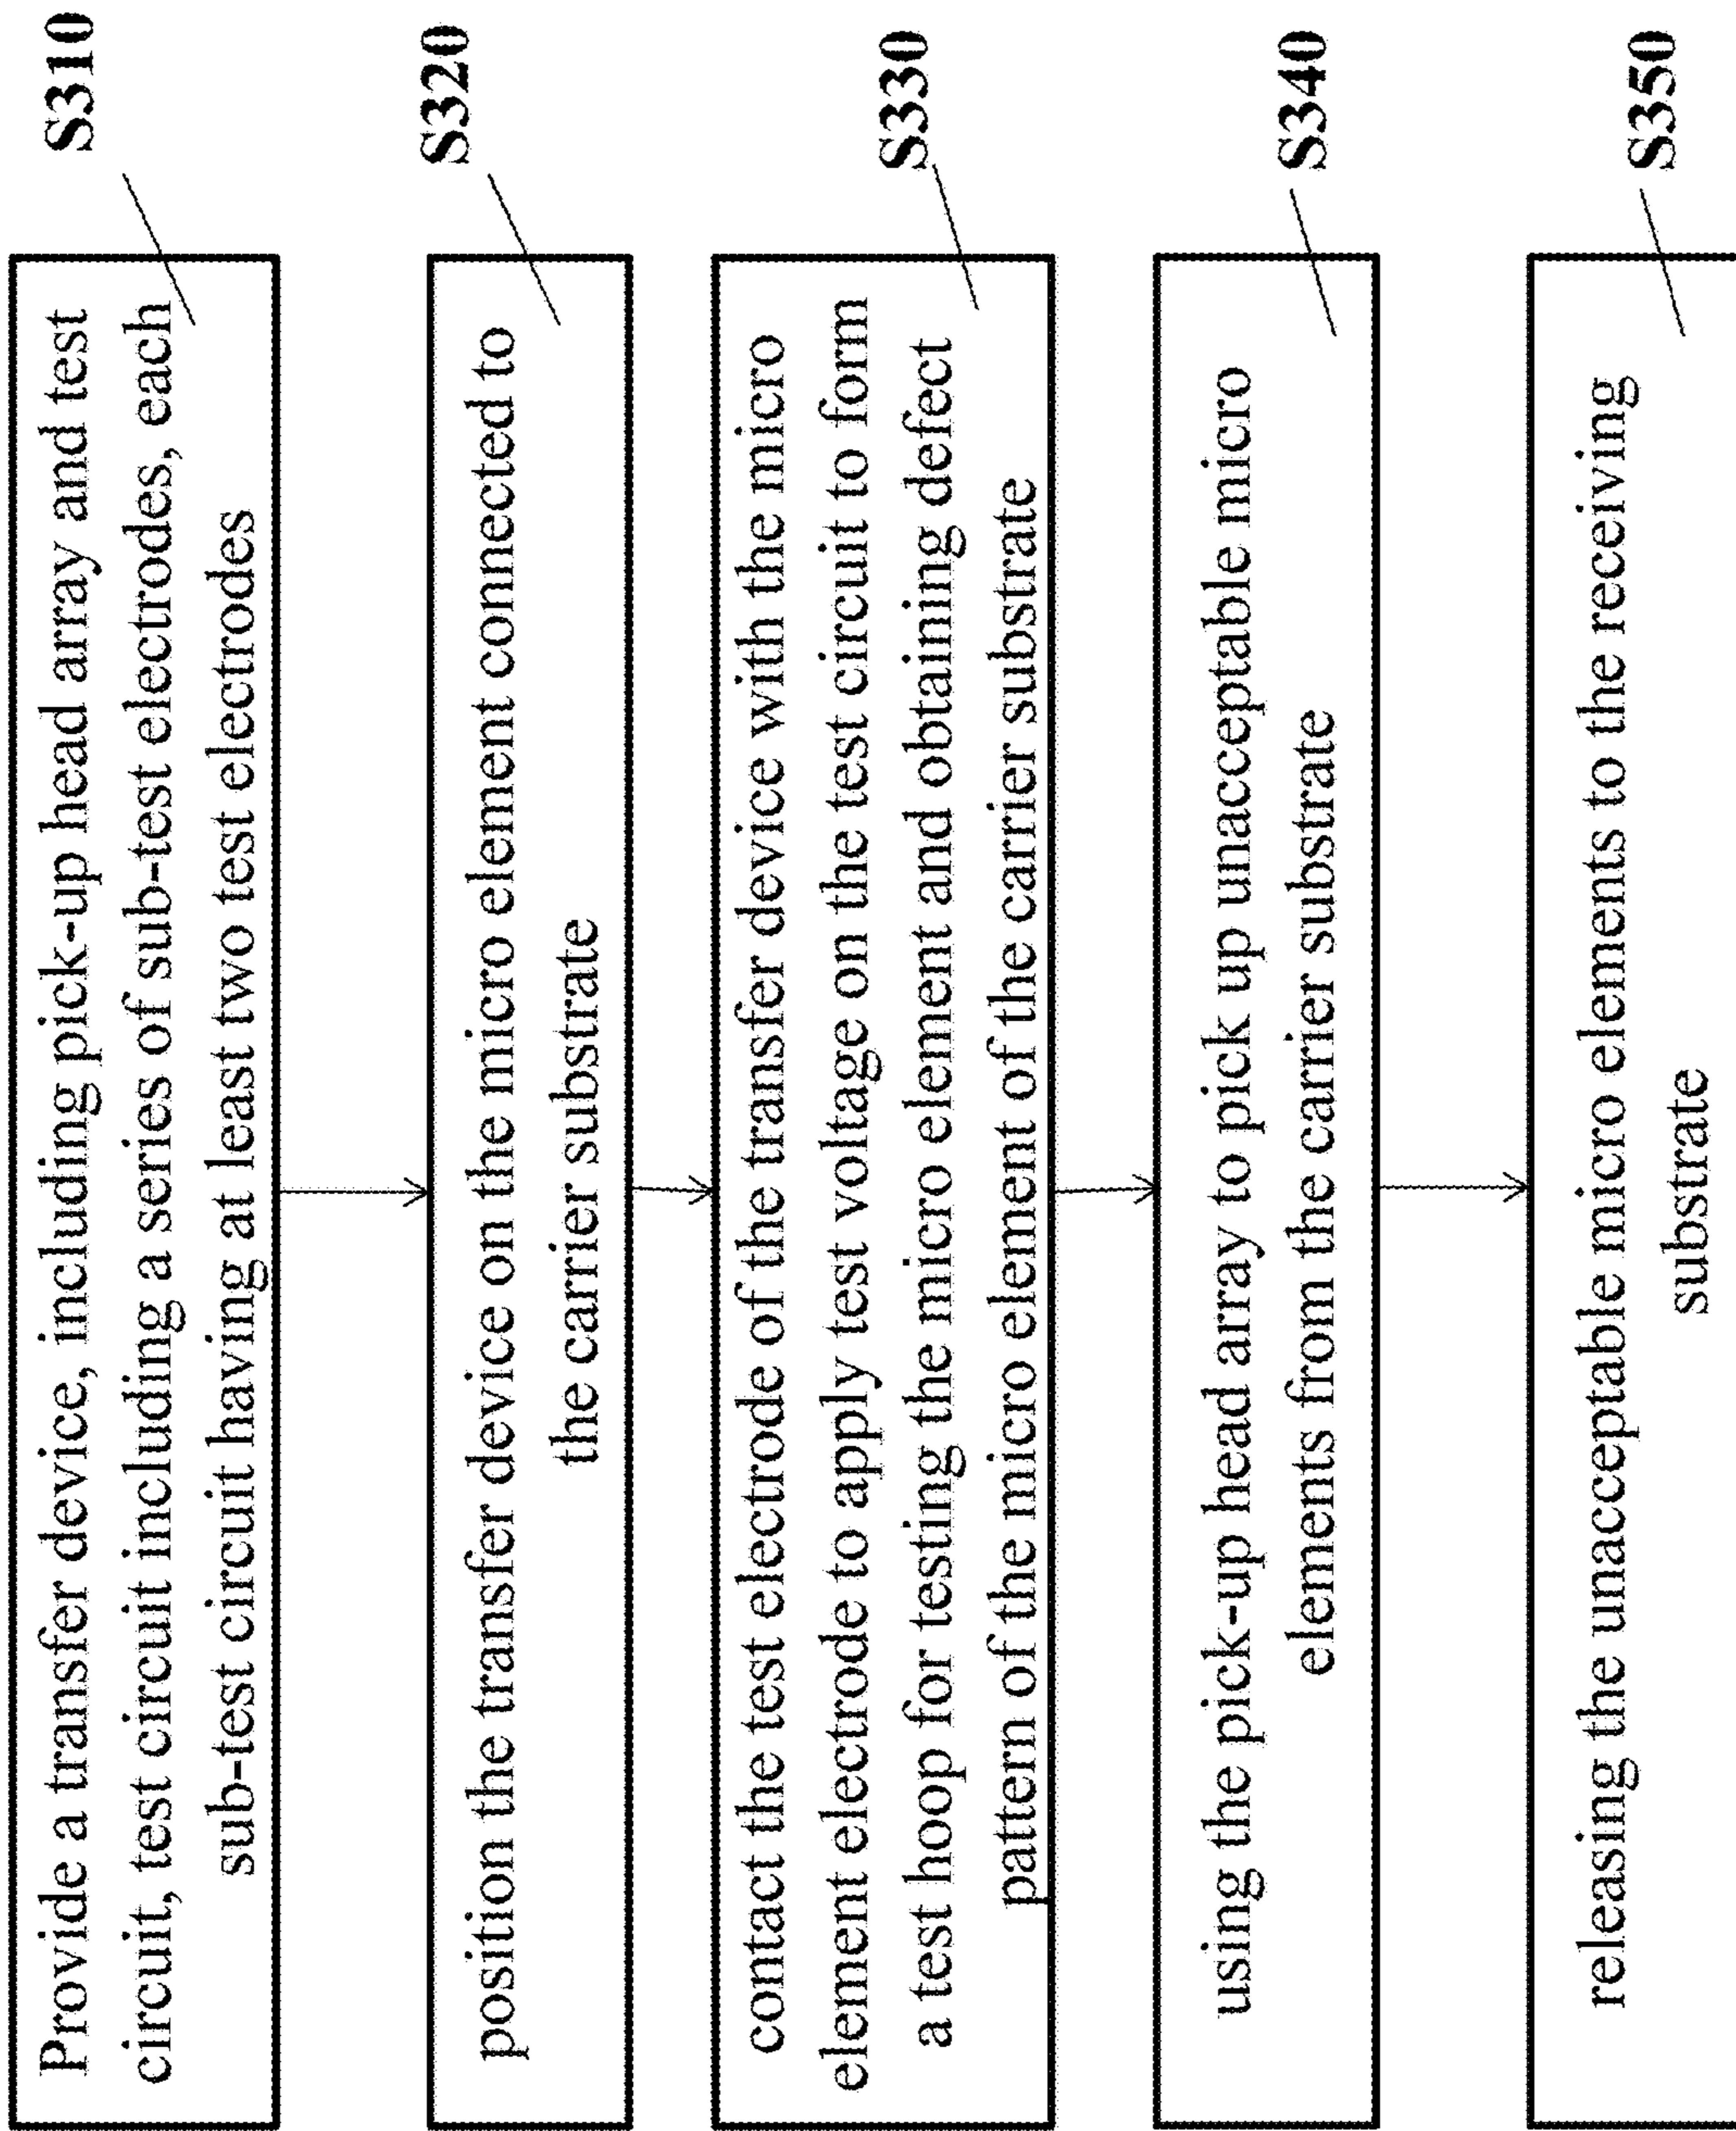 Provide a transfer device, including pick-up head array and test
circuit, test circuit including a series of sub-test electrodes, each
sub-test circuit having at least two test electrodes
S310
position the transfer device on the micro element connected to
the carrier substrate
S320
contact the test electrode of the transfer device with the micro
element electrode to apply test voltage on the test circuit to form
a test hoop for testing the micro element and obtaining defect
pattern of the micro element of the carrier substrate
S330
using the pick-up head array to pick up unacceptable micro
elements from the carrier substrate
S340
releasing the unacceptable micro elements to the receiving
substrate
S350